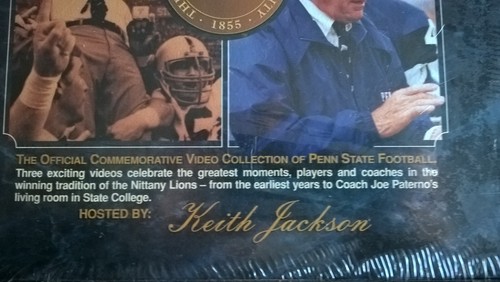 1855
THE OFFICIAL COMMEMORATIVE VIDEO COLLECTION OF PENN STATE FOOTBALL.
Three exciting videos celebrate the greatest moments, players and coaches in the
winning tradition of the Nittany Lions – from the earliest years to Coach Joe Paterno's
living room in State College.
HOSTED BY: Keith Jackson